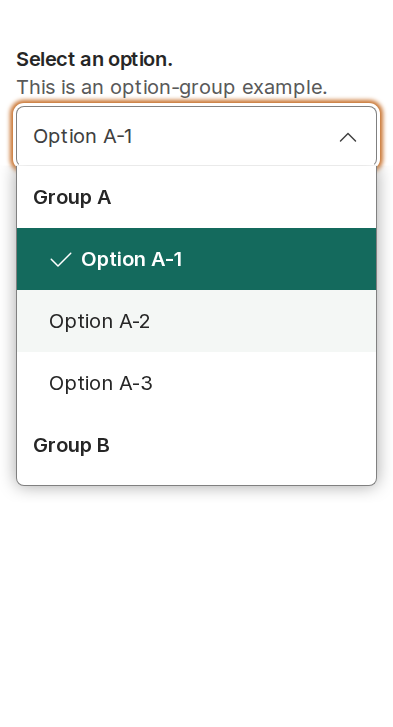 Select an option.
This is an option-group example.
Option A-1
Group A
Option A-1
Option A-2
Option A-3
Group B